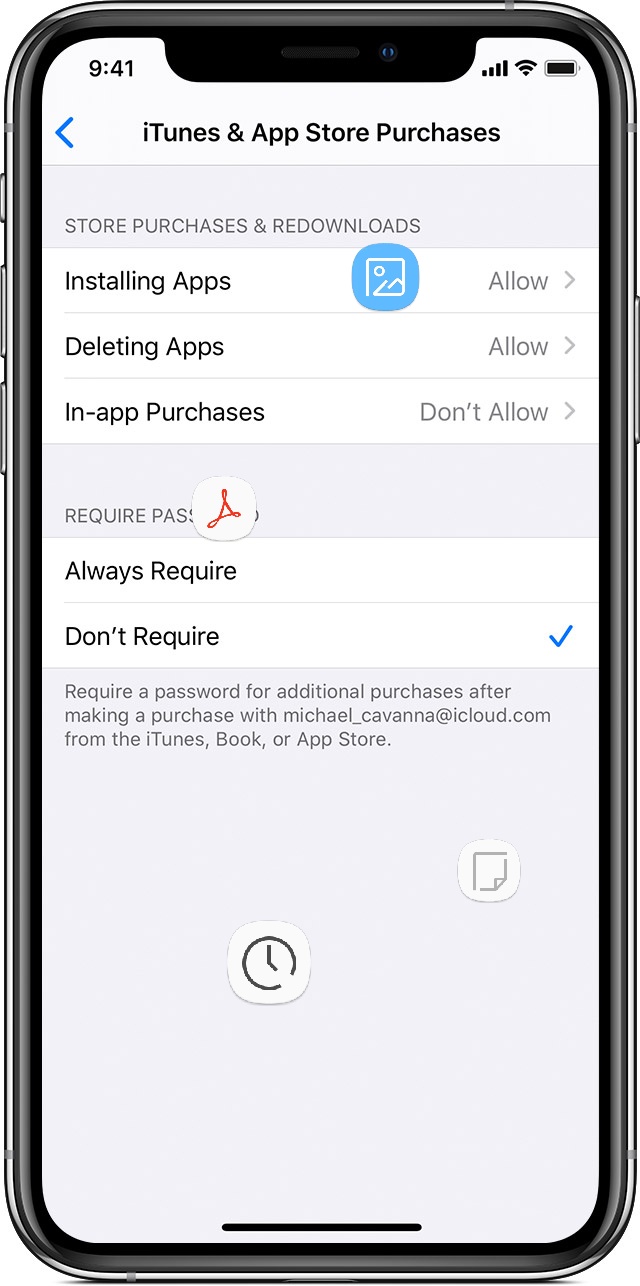 9:41
iTunes & App Store Purchases
STORE PURCHASES & REDOWNLOADS
Installing Apps Allow
Deleting Apps Allow
In-app Purchases Don’t Allow
REQUIRE
Always Require
Don’t Require
Require a password for additional purchases after
making a purchase with michael_cavanna@icloud.com
from the iTunes, Book, or App Store.